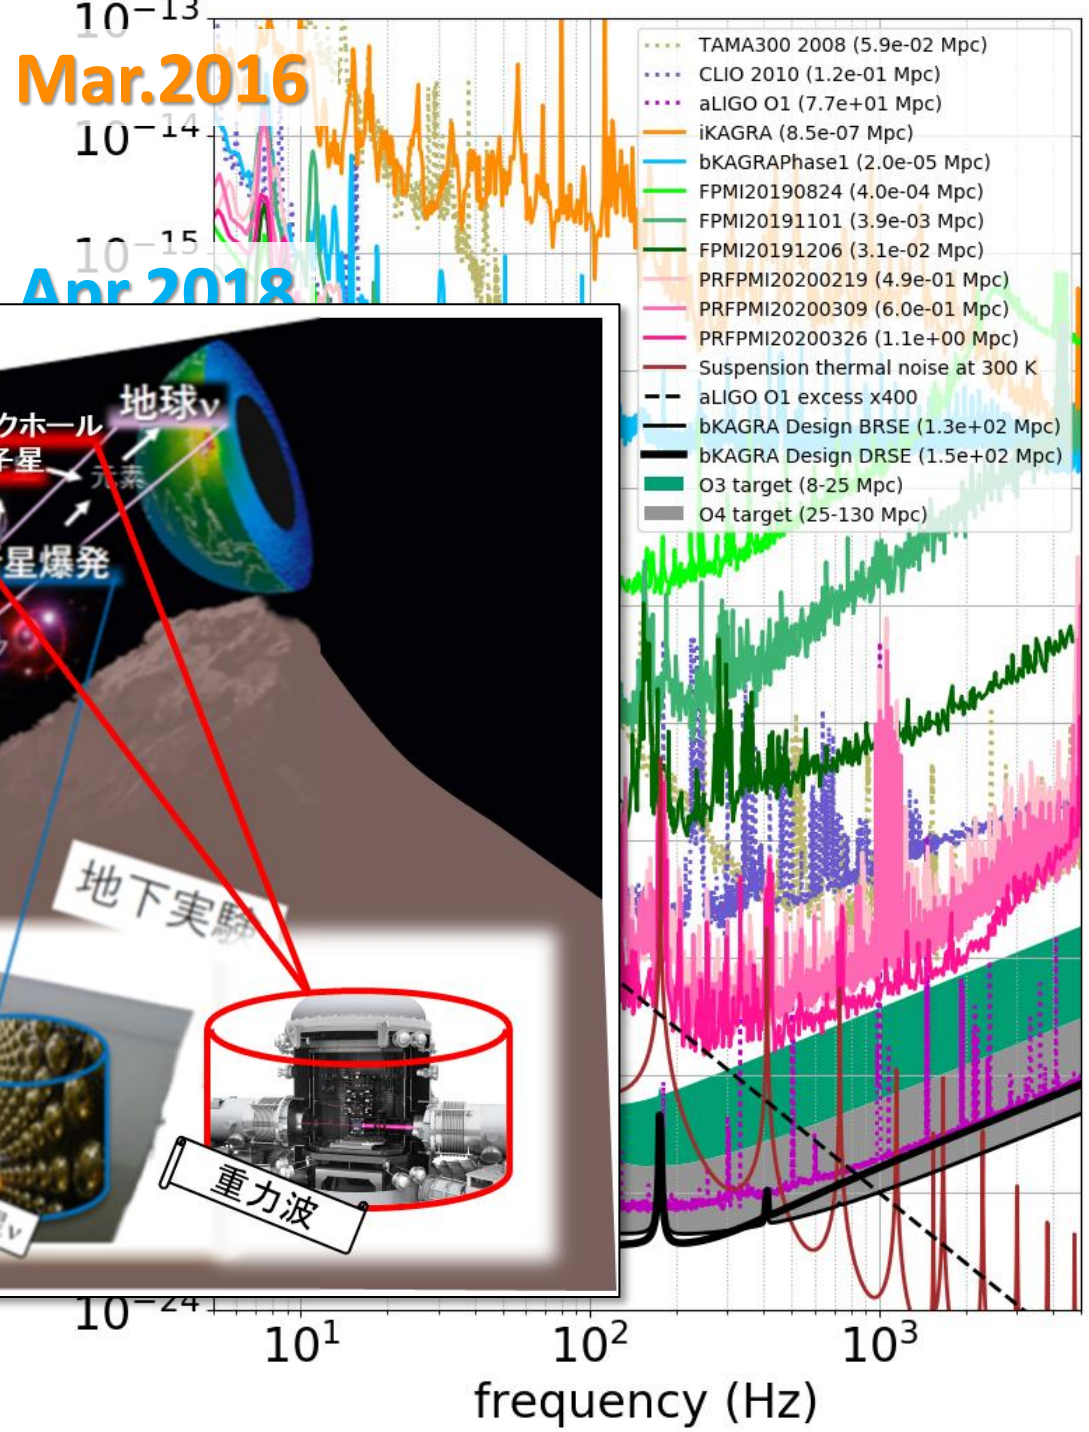 10−13
Mar.2016
10−14
10−15
Apr.2018
TAMA300 2008 (5.9e-02 Mpc)
CLIO 2010 (1.2e-01 Mpc)
aLIGO O1 (7.7e+01 Mpc)
iKAGRA (8.5e-07 Mpc)
bKAGRAPhase1 (2.0e-05 Mpc)
FPMI20190824 (4.0e-04 Mpc)
FPMI20191101 (3.9e-03 Mpc)
FPMI20191206 (3.1e-02 Mpc)
PRFPMI20200219 (4.9e-01 Mpc)
PRFPMI20200309 (6.0e-01 Mpc)
PRFPMI20200326 (1.1e+00 Mpc)
Suspension thermal noise at 300 K
aLIGO O1 excess x400
bKAGRA Design BRSE (1.3e+02 Mpc)
bKAGRA Design DRSE (1.5e+02 Mpc)
O3 target (8-25 Mpc)
O4 target (25-130 Mpc)
地球ν
クホール
子星
元素
星爆発
地下実験
重力波
ν
10−24
10¹
10²
10³
frequency (Hz)